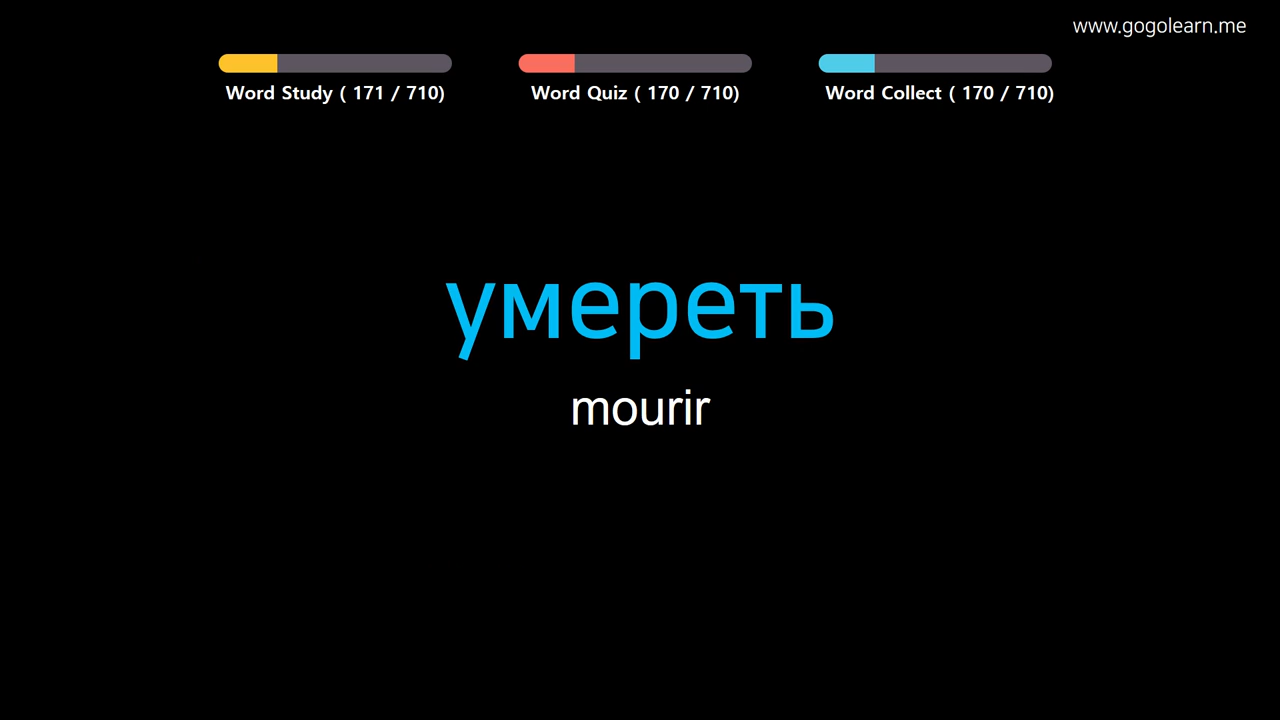 www.gogolearn.me
Word Study ( 171 / 710)
Word Quiz ( 170 / 710)
Word Collect ( 170 / 710)
умереть
mourir